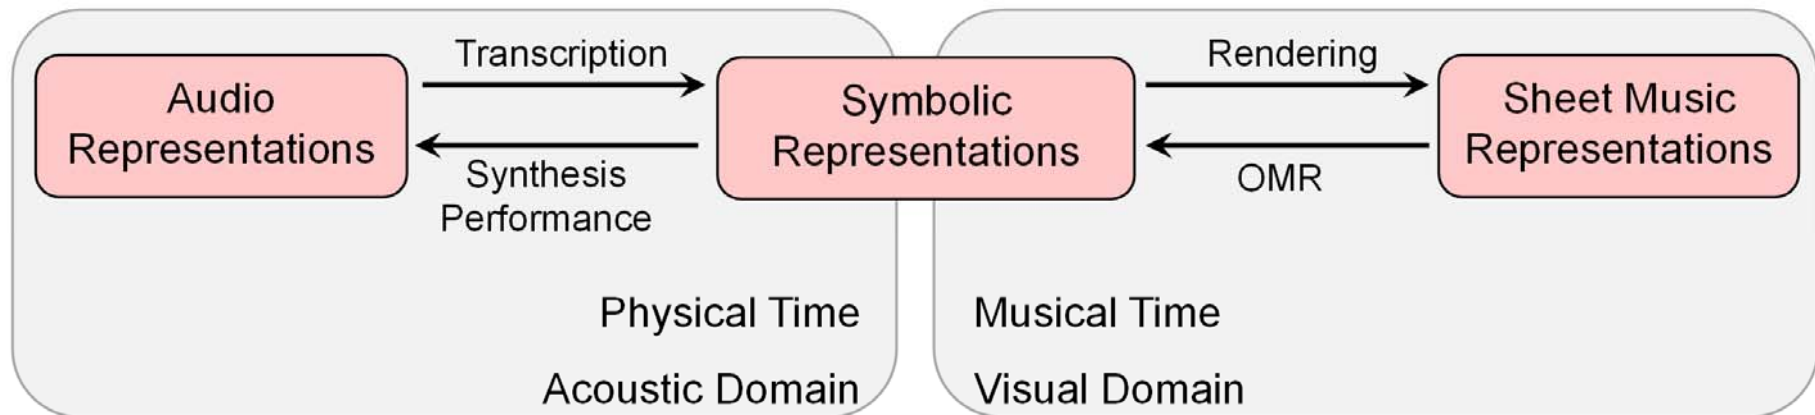 Audio
Representations
Transcription
Synthesis
Performance
Symbolic
Representations
Rendering
OMR
Sheet Music
Representations
Physical Time
Acoustic Domain
Musical Time
Visual Domain